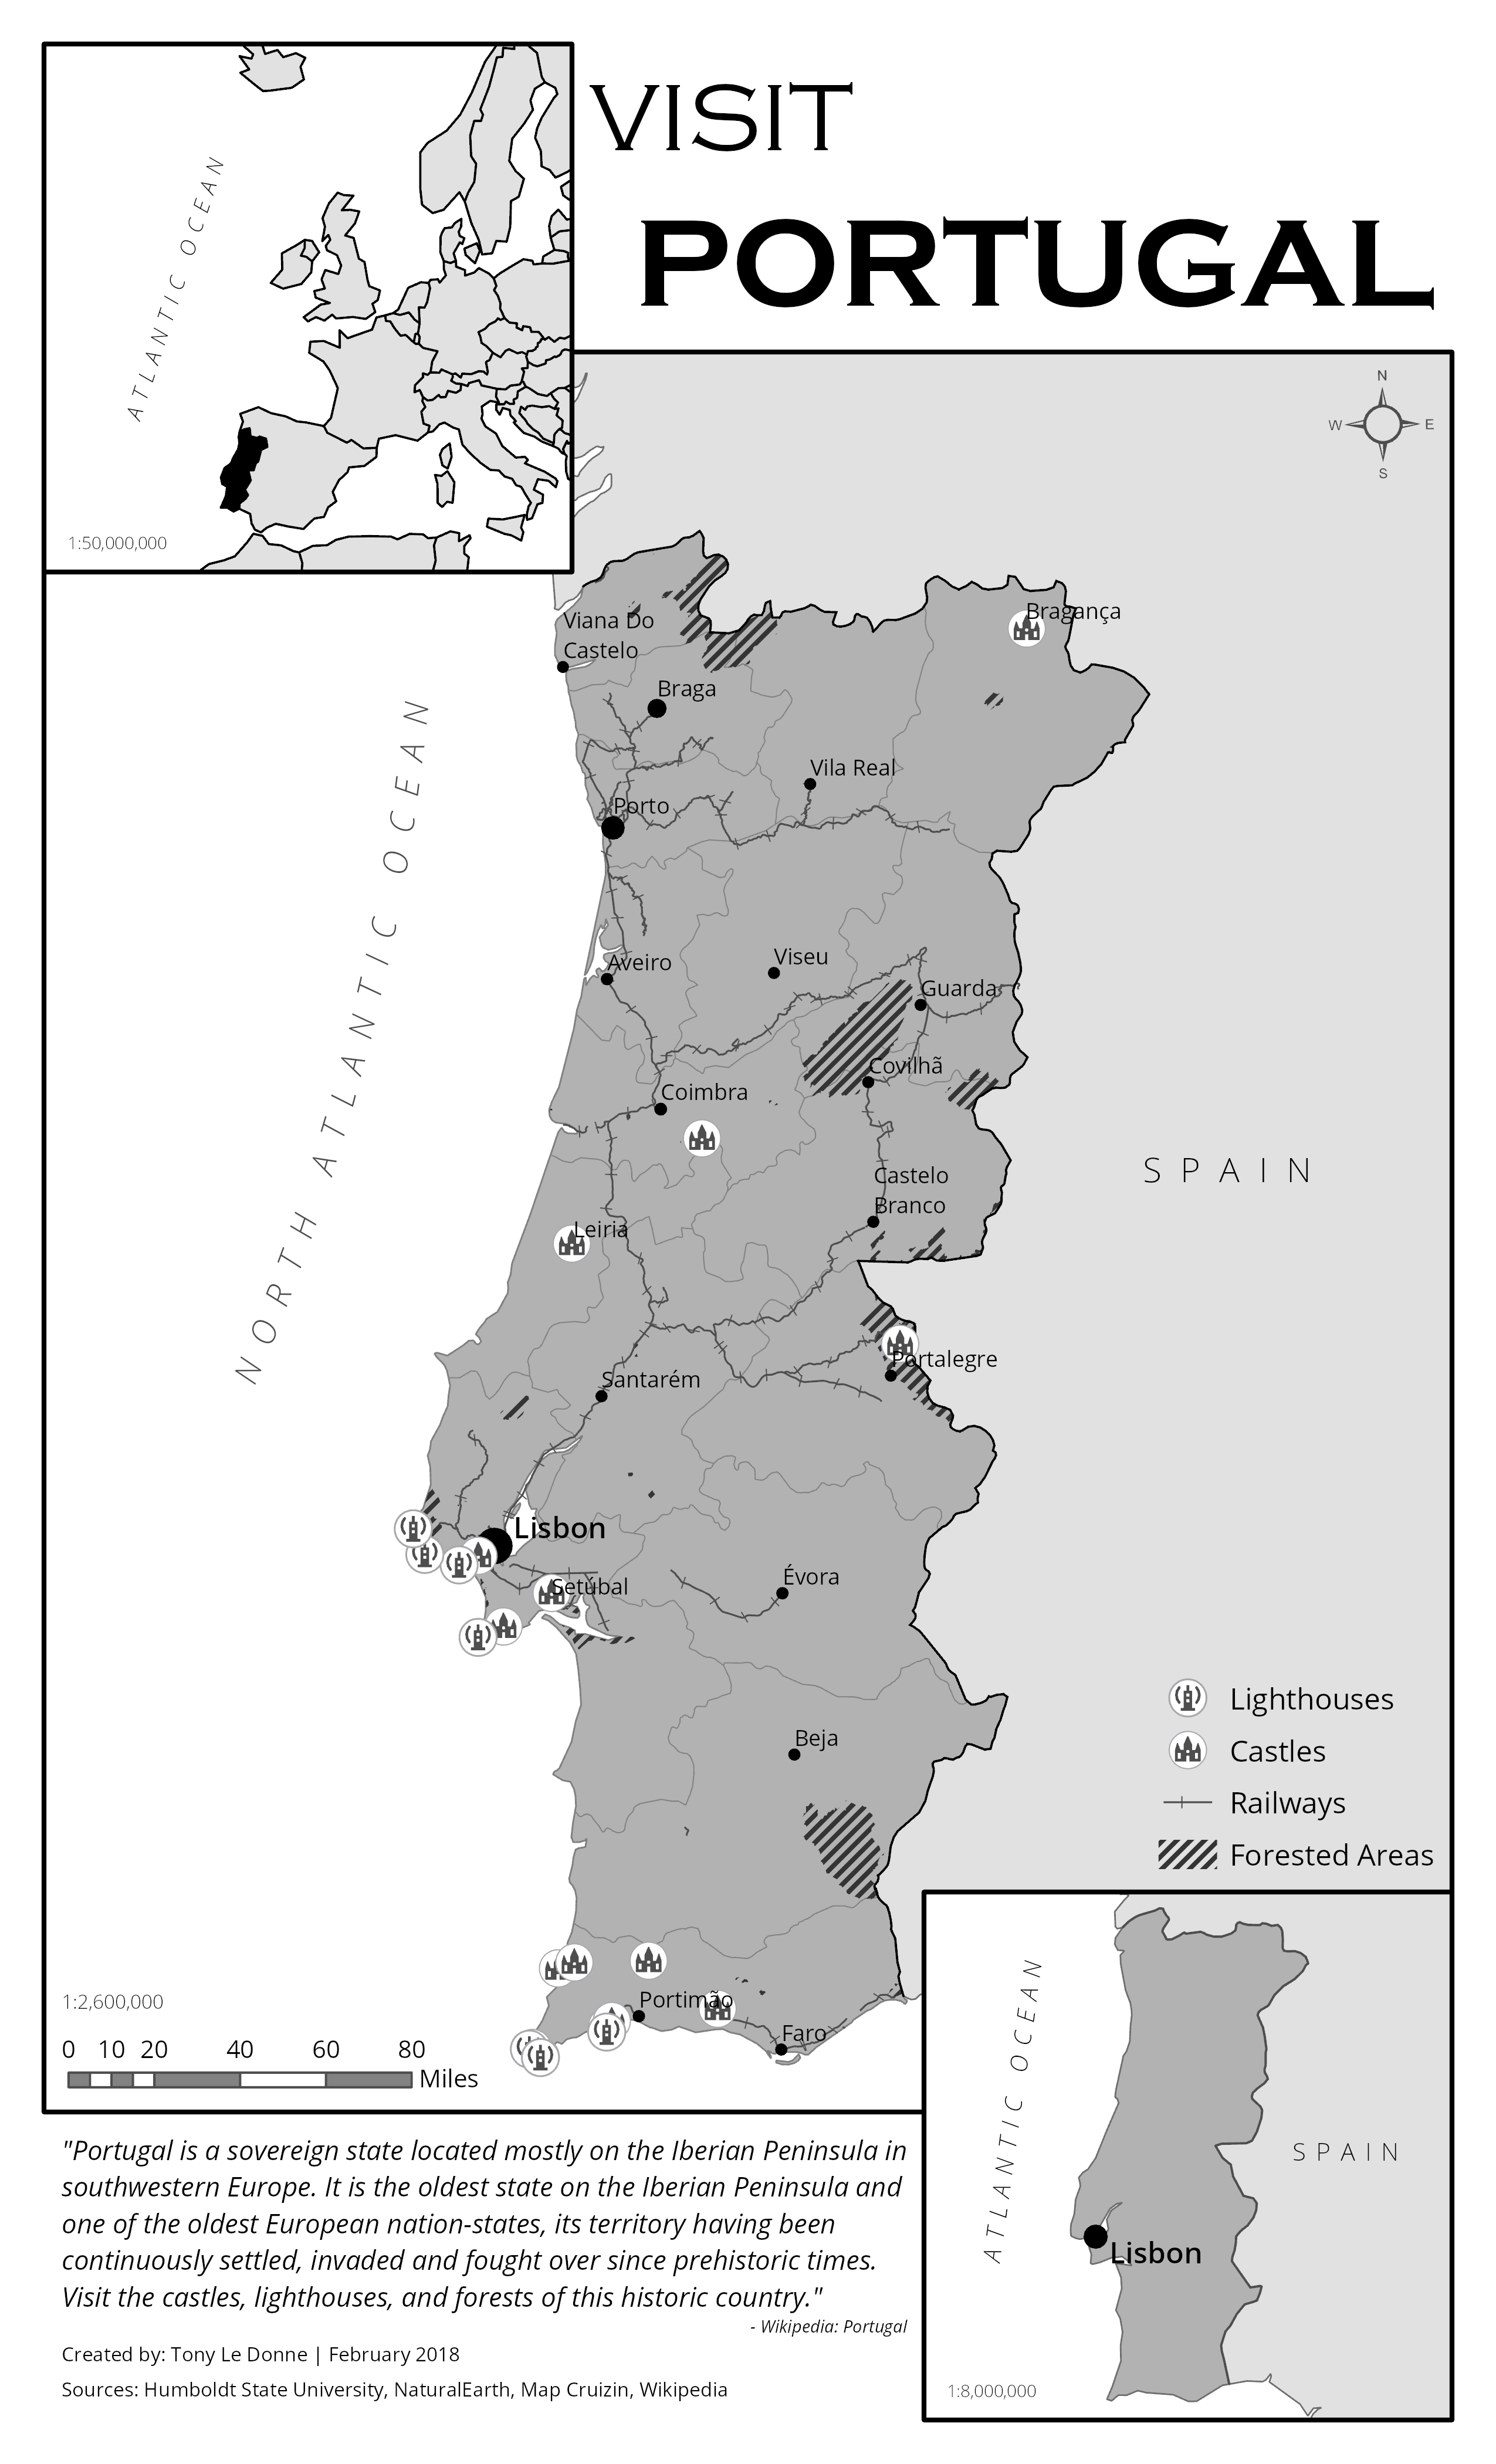 VISIT
PORTUGAL
ATLANTIC OCEAN
1:50,000,000
N
W
E
S
Viana Do
Castelo
Bragança
Braga
Vila Real
Porto
NORTH ATLANTIC OCEAN
Aveiro
Viseu
Guarda
Covilhã
Coimbra
SPAIN
Castelo
Branco
Leiria
Portalegre
Santarém
Lisbon
Évora
Setúbal
Beja
Portimão
Faro
Lighthouses
Castles
Railways
Forested Areas
1:2,600,000
0 10 20 40 60 80
Miles
ATLANTIC OCEAN
SPAIN
Lisbon
1:8,000,000
"Portugal is a sovereign state located mostly on the Iberian Peninsula in
southwestern Europe. It is the oldest state on the Iberian Peninsula and
one of the oldest European nation-states, its territory having been
continuously settled, invaded and fought over since prehistoric times.
Visit the castles, lighthouses, and forests of this historic country."
- Wikipedia: Portugal
Created by: Tony Le Donne | February 2018
Sources: Humboldt State University, NaturalEarth, Map Cruizin, Wikipedia